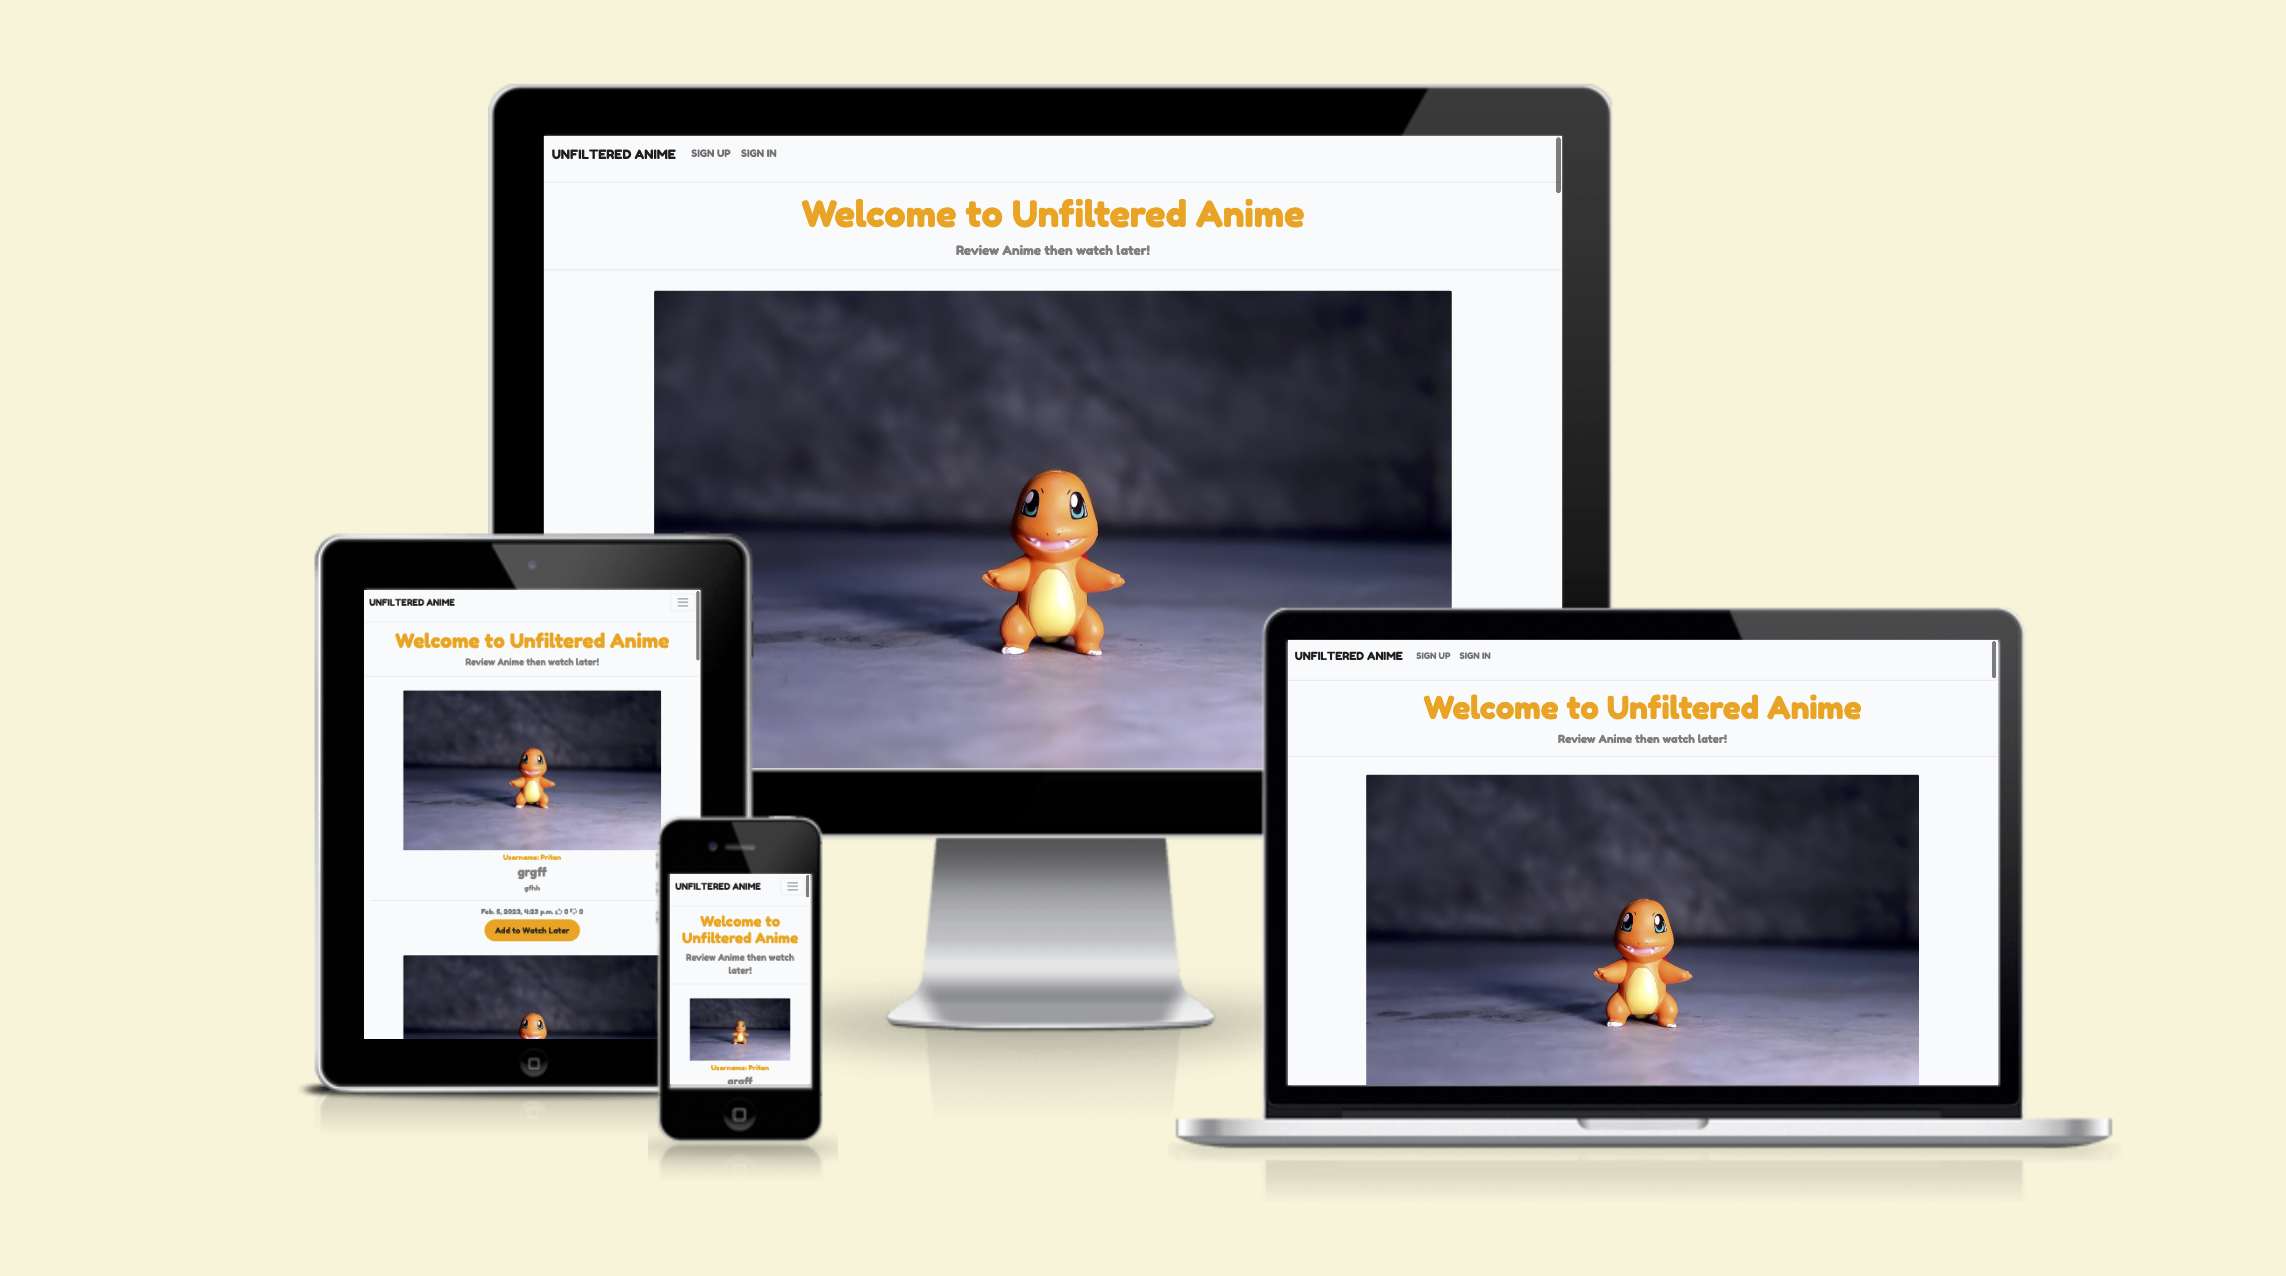 UNFILTERED ANIME SIGN UP SIGN IN
Welcome to Unfiltered Anime
Review Anime then watch later!
UNFILTERED ANIME
Welcome to Unfiltered Anime
Review Anime then watch later!
Username: Pritan
grgff
gfhh
Feb. 5, 2023, 4:23 p.m. 0 0
Add to Watch Later
UNFILTERED ANIME
Welcome to
Unfiltered Anime
Review Anime then watch
later!
Username: Pritan
grgff
UNFILTERED ANIME SIGN UP SIGN IN
Welcome to Unfiltered Anime
Review Anime then watch later!